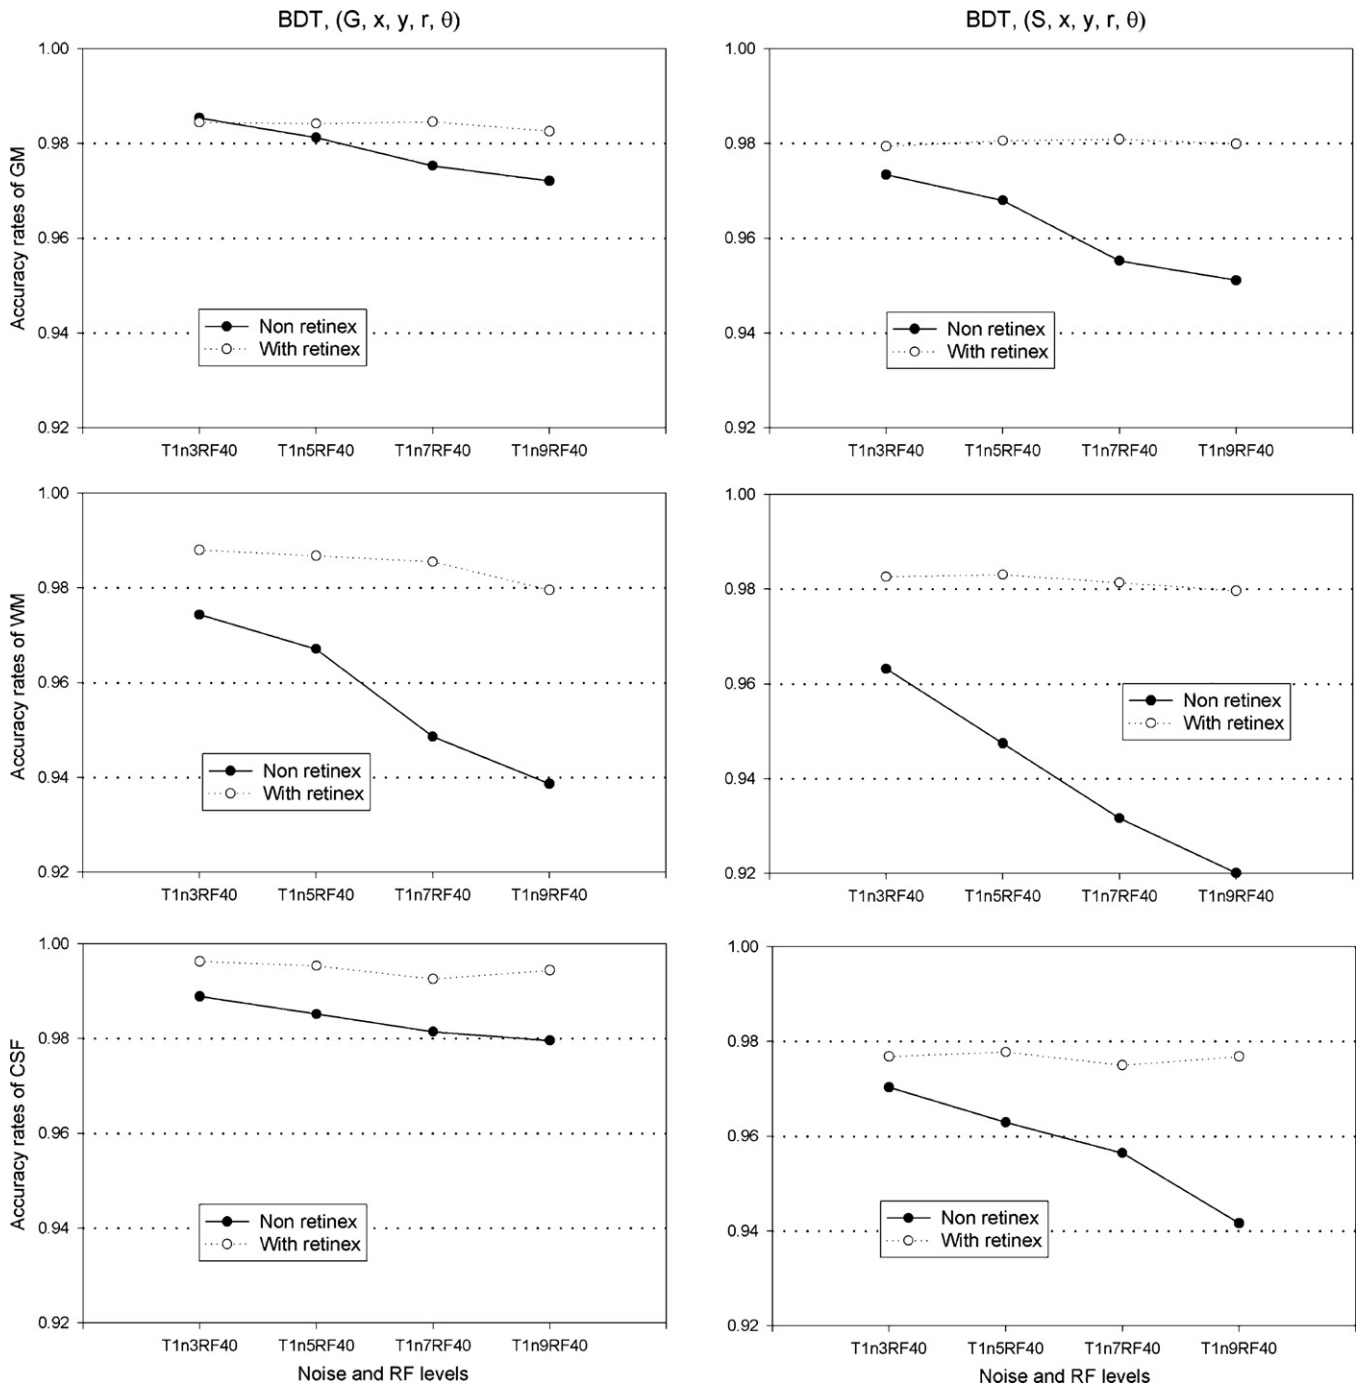 BDT, (G, x, y, r, θ)
Accuracy rates of GM
1.00
0.98
0.96
0.94
0.92
Non retinex
With retinex
T1n3RF40 T1n5RF40 T1n7RF40 T1n9RF40
BDT, (S, x, y, r, θ)
1.00
0.98
0.96
0.94
0.92
Non retinex
With retinex
T1n3RF40 T1n5RF40 T1n7RF40 T1n9RF40
Accuracy rates of WM
1.00
0.98
0.96
0.94
0.92
Non retinex
With retinex
T1n3RF40 T1n5RF40 T1n7RF40 T1n9RF40
1.00
0.98
0.96
0.94
0.92
Non retinex
With retinex
T1n3RF40 T1n5RF40 T1n7RF40 T1n9RF40
Accuracy rates of CSF
1.00
0.98
0.96
0.94
0.92
Non retinex
With retinex
T1n3RF40 T1n5RF40 T1n7RF40 T1n9RF40
Noise and RF levels
1.00
0.98
0.96
0.94
0.92
Non retinex
With retinex
T1n3RF40 T1n5RF40 T1n7RF40 T1n9RF40
Noise and RF levels